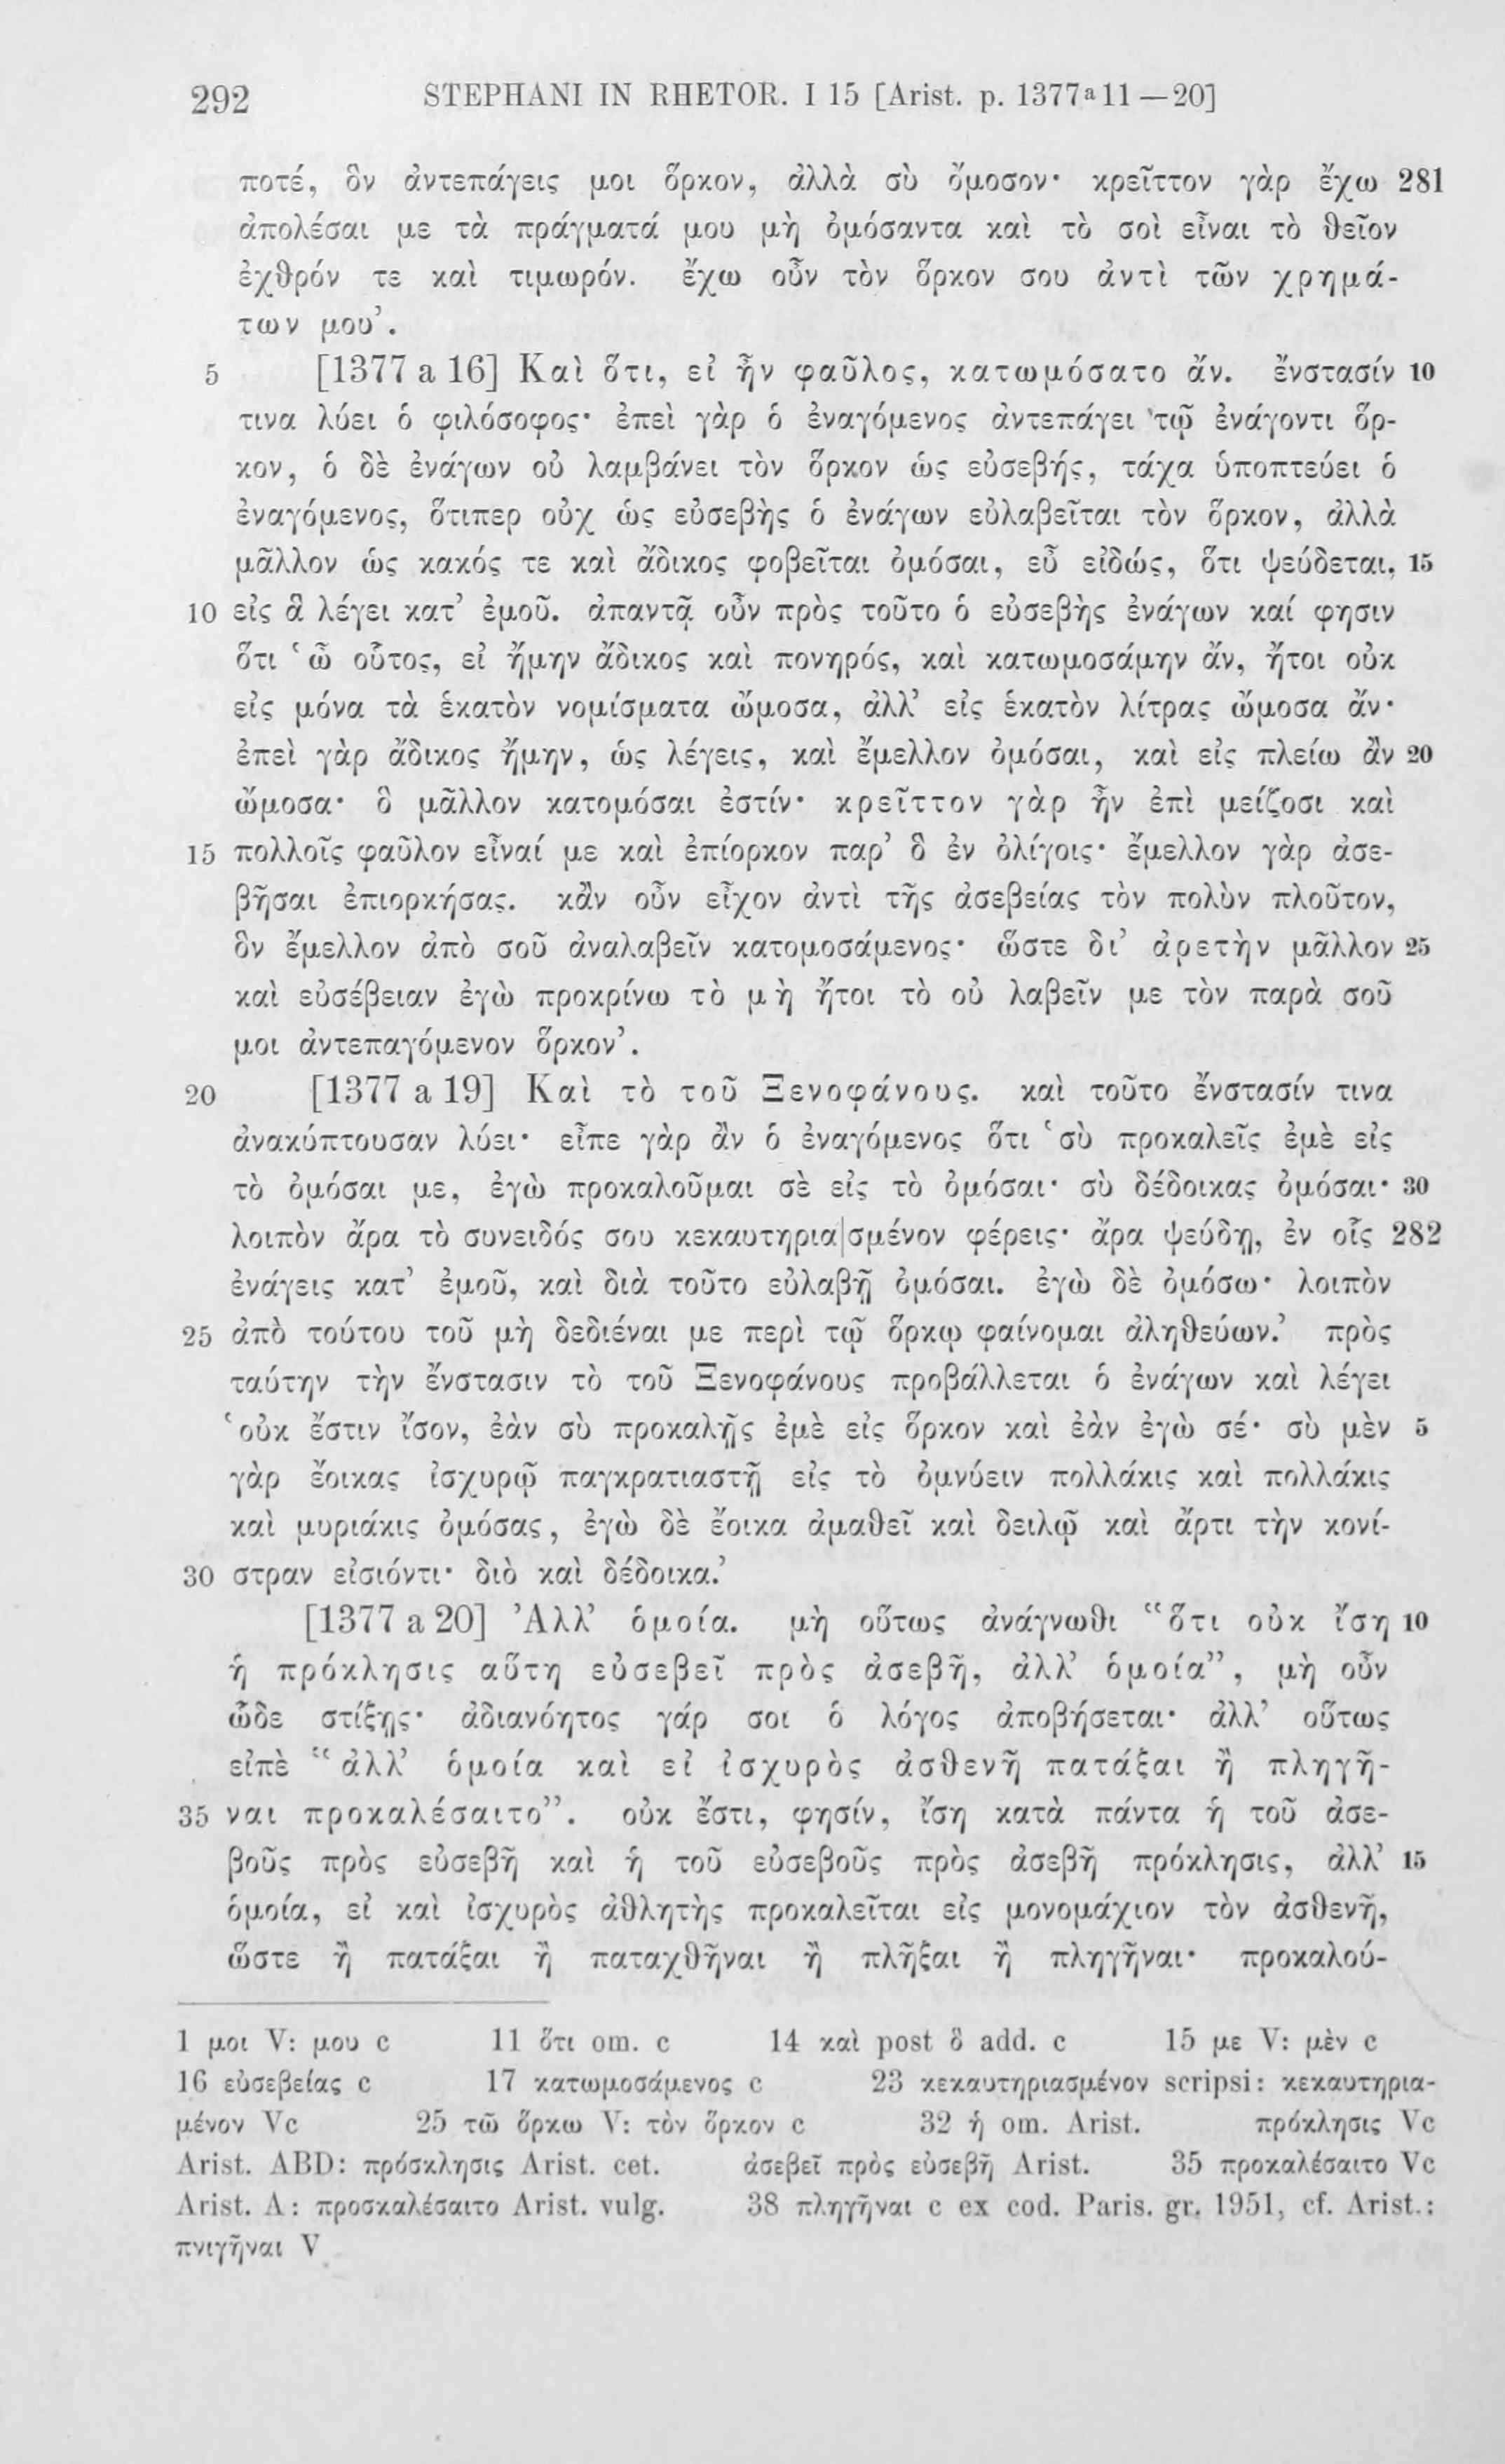 292 STEPHANI IN RHETOR. I 15 [Arist. p. 1377a11—20]
ποτέ, ὃν ἀντεπάγεις μοι ὅρκον, ἀλλὰ σὺ ὄμοσον· κρεῖττον γὰρ ἔχω 281
ἀπολέσαι με τὰ πράγματά μου μὴ ὀμόσαντα καὶ τὸ σοὶ εἶναι τὸ θεῖον
ἐχθρόν τε καὶ τιμωρόν. ἔχω οὖν τὸν ὅρκον σου ἀντὶ τῶν χρημά-
των μου’.
5 [1377 a 16] Καὶ ὅτι, εἰ ἦν φαῦλος, κατωμόσατο ἄν. ἔνστασίν 10
τινα λύει ὁ φιλόσοφος· ἐπεὶ γὰρ ὁ ἐναγόμενος ἀντεπάγει τῷ ἐνάγοντι ὅρ-
κον, ὁ δὲ ἐνάγων οὐ λαμβάνει τὸν ὅρκον ὡς εὐσεβής, τάχα ὑποπτεύει ὁ
ἐναγόμενος, ὅτιπερ οὐχ ὡς εὐσεβὴς ὁ ἐνάγων εὐλαβεῖται τὸν ὅρκον, ἀλλὰ
μᾶλλον ὡς κακός τε καὶ ἄδικος φοβεῖται ὀμόσαι, εὖ εἰδώς, ὅτι ψεύδεται, 15
10 εἰς ἃ λέγει κατ’ ἐμοῦ. ἀπαντᾷ οὖν πρὸς τοῦτο ὁ εὐσεβὴς ἐνάγων καί φησιν
ὅτι ‘ὦ οὗτος, εἰ ἤμην ἄδικος καὶ πονηρός, καὶ κατωμοσάμην ἄν, ἤτοι οὐκ
εἰς μόνα τὰ ἑκατὸν νομίσματα ὤμοσα, ἀλλ’ εἰς ἑκατὸν λίτρας ὤμοσα ἄν·
ἐπεὶ γὰρ ἄδικος ἤμην, ὡς λέγεις, καὶ ἔμελλον ὀμόσαι, καὶ εἰς πλείω ἂν 20
ὤμοσα· ὃ μᾶλλον κατομόσαι ἐστίν· κρεῖττον γὰρ ἦν ἐπὶ μείζοσι καὶ
15 πολλοῖς φαῦλον εἶναί με καὶ ἐπίορκον παρ’ ὃ ἐν ὀλίγοις· ἔμελλον γὰρ ἀσε-
βῆσαι ἐπιορκήσας. κἂν οὖν εἶχον ἀντὶ τῆς ἀσεβείας τὸν πολὺν πλοῦτον,
ὃν ἔμελλον ἀπὸ σοῦ ἀναλαβεῖν κατομοσάμενος· ὥστε δι’ ἀρετὴν μᾶλλον 25
καὶ εὐσέβειαν ἐγὼ προκρίνω τὸ μὴ ἤτοι τὸ οὐ λαβεῖν με τὸν παρὰ σοῦ
μοι ἀντεπαγόμενον ὅρκον’.
20 [1377 a 19] Καὶ τὸ τοῦ Ξενοφάνους. καὶ τοῦτο ἔνστασίν τινα
ἀνακύπτουσαν λύει· εἶπε γὰρ ἂν ὁ ἐναγόμενος ὅτι ‘σὺ προκαλεῖς ἐμὲ εἰς
τὸ ὀμόσαι με, ἐγὼ προκαλοῦμαι σὲ εἰς τὸ ὀμόσαι· σὺ δέδοικας ὀμόσαι· 30
λοιπὸν ἄρα τὸ συνειδός σου κεκαυτηρια|σμένον φέρεις· ἄρα ψεύδῃ, ἐν οἷς 282
ἐνάγεις κατ’ ἐμοῦ, καὶ διὰ τοῦτο εὐλαβῇ ὀμόσαι. ἐγὼ δὲ ὀμόσω· λοιπὸν
25 ἀπὸ τούτου τοῦ μὴ δεδιέναι με περὶ τῷ ὅρκῳ φαίνομαι ἀληθεύων.’ πρὸς
ταύτην τὴν ἔνστασιν τὸ τοῦ Ξενοφάνους προβάλλεται ὁ ἐνάγων καὶ λέγει
‘οὐκ ἔστιν ἴσον, ἐὰν σὺ προκαλῇς ἐμὲ εἰς ὅρκον καὶ ἐὰν ἐγὼ σέ· σὺ μὲν 5
γὰρ ἔοικας ἰσχυρῷ παγκρατιαστῇ εἰς τὸ ὀμνύειν πολλάκις καὶ πολλάκις
καὶ μυριάκις ὀμόσας, ἐγὼ δὲ ἔοικα ἀμαθεῖ καὶ δειλῷ καὶ ἄρτι τὴν κονί-
30 στραν εἰσιόντι· διὸ καὶ δέδοικα.’
[1377 a 20] Ἀλλ’ ὁμοία. μὴ οὕτως ἀνάγνωθι “ὅτι οὐκ ἴση 10
ἡ πρόκλησις αὕτη εὐσεβεῖ πρὸς ἀσεβῆ, ἀλλ’ ὁμοία”, μὴ οὖν
ὧδε στίξῃς· ἀδιανόητος γάρ σοι ὁ λόγος ἀποβήσεται· ἀλλ’ οὕτως
εἰπὲ “ἀλλ’ ὁμοία καὶ εἰ ἰσχυρὸς ἀσθενῆ πατάξαι ἢ πληγῆ-
35 ναι προκαλέσαιτο”. οὐκ ἔστι, φησίν, ἴση κατὰ πάντα ἡ τοῦ ἀσε-
βοῦς πρὸς εὐσεβῆ καὶ ἡ τοῦ εὐσεβοῦς πρὸς ἀσεβῆ πρόκλησις, ἀλλ’ 15
ὁμοία, εἰ καὶ ἰσχυρὸς ἀθλητὴς προκαλεῖται εἰς μονομάχιον τὸν ἀσθενῆ,
ὥστε ἢ πατάξαι ἢ παταχθῆναι ἢ πλῆξαι ἢ πληγῆναι· προκαλού-
1 μοι V: μου c 11 ὅτι om. c 14 καὶ post ὃ add. c 15 με V: μὲν c
16 εὐσεβείας c 17 κατωμοσάμενος c 23 κεκαυτηριασμένον scripsi: κεκαυτηρια-
μένον Vc 25 τῶ ὅρκω V: τὸν ὅρκον c 32 ἡ om. Arist. πρόκλησις Vc
Arist. ABD: πρόσκλησις Arist. cet. ἀσεβεῖ πρὸς εὐσεβῆ Arist. 35 προκαλέσαιτο Vc
Arist. A: προσκαλέσαιτο Arist. vulg. 38 πληγῆναι c ex cod. Paris. gr. 1951, cf. Arist.:
πνιγῆναι V